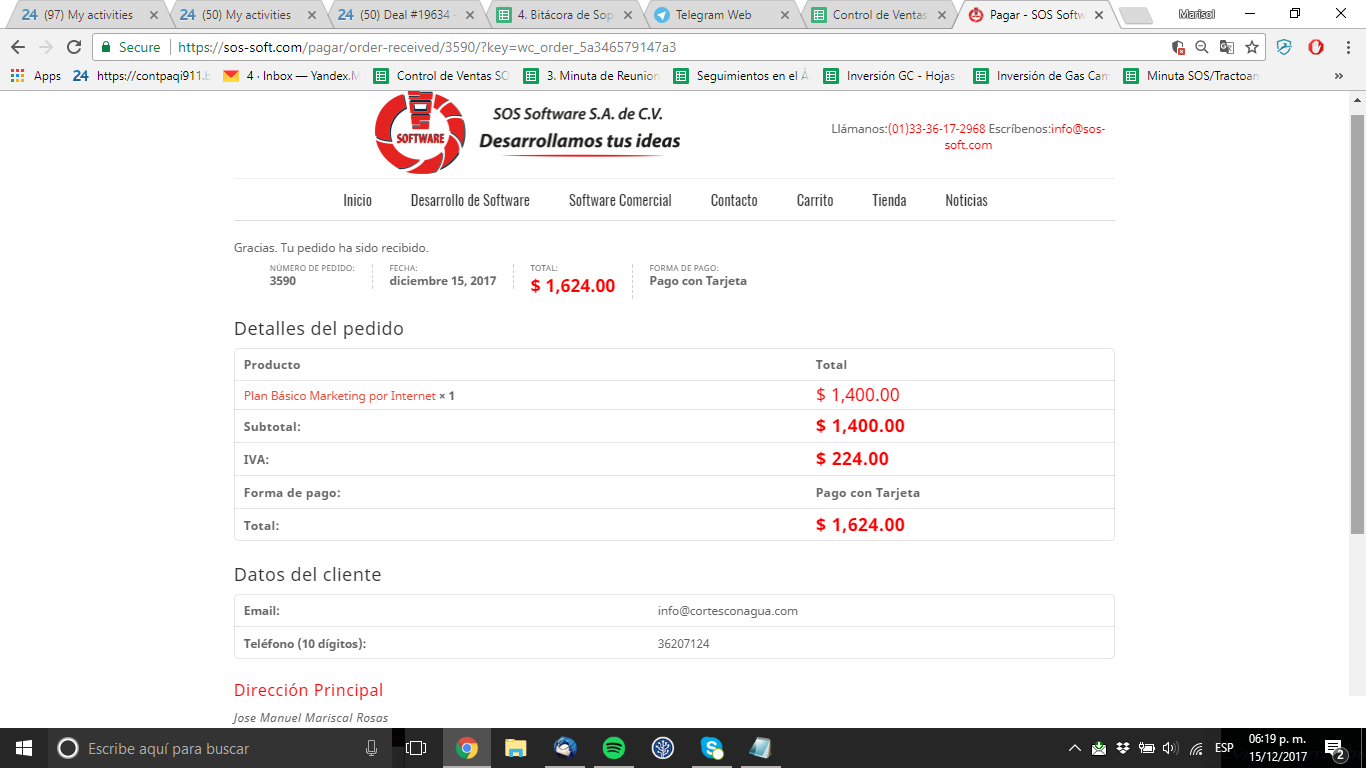 (97) My activities
(50) My activities
(50) Deal #19634
4. Bitácora de Sop
Telegram Web
Control de Ventas
Pagar - SOS Softw
Marisol
Secure https://sos-soft.com/pagar/order-received/3590/?key=wc_order_5a346579147a3
Apps
24 https://contpaqi911.b
4 · Inbox — Yandex.M
Control de Ventas SO
3. Minuta de Reunion
Seguimientos en el Á
Inversión GC - Hojas
Inversión de Gas Cam
Minuta SOS/Tractoan
»
SOFTWARE
SOS Software S.A. de C.V.
Desarrollamos tus ideas
Llámanos:(01)33-36-17-2968 Escríbenos:info@sos-
soft.com
Inicio Desarrollo de Software Software Comercial Contacto Carrito Tienda Noticias
Gracias. Tu pedido ha sido recibido.
NÚMERO DE PEDIDO: FECHA: TOTAL: FORMA DE PAGO:
3590 diciembre 15, 2017 $ 1,624.00 Pago con Tarjeta
Detalles del pedido
Producto Total
Plan Básico Marketing por Internet × 1 $ 1,400.00
Subtotal: $ 1,400.00
IVA: $ 224.00
Forma de pago: Pago con Tarjeta
Total: $ 1,624.00
Datos del cliente
Email: info@cortesconagua.com
Teléfono (10 dígitos): 36207124
Dirección Principal
Jose Manuel Mariscal Rosas
Escribe aquí para buscar
ESP
06:19 p. m.
15/12/2017
2